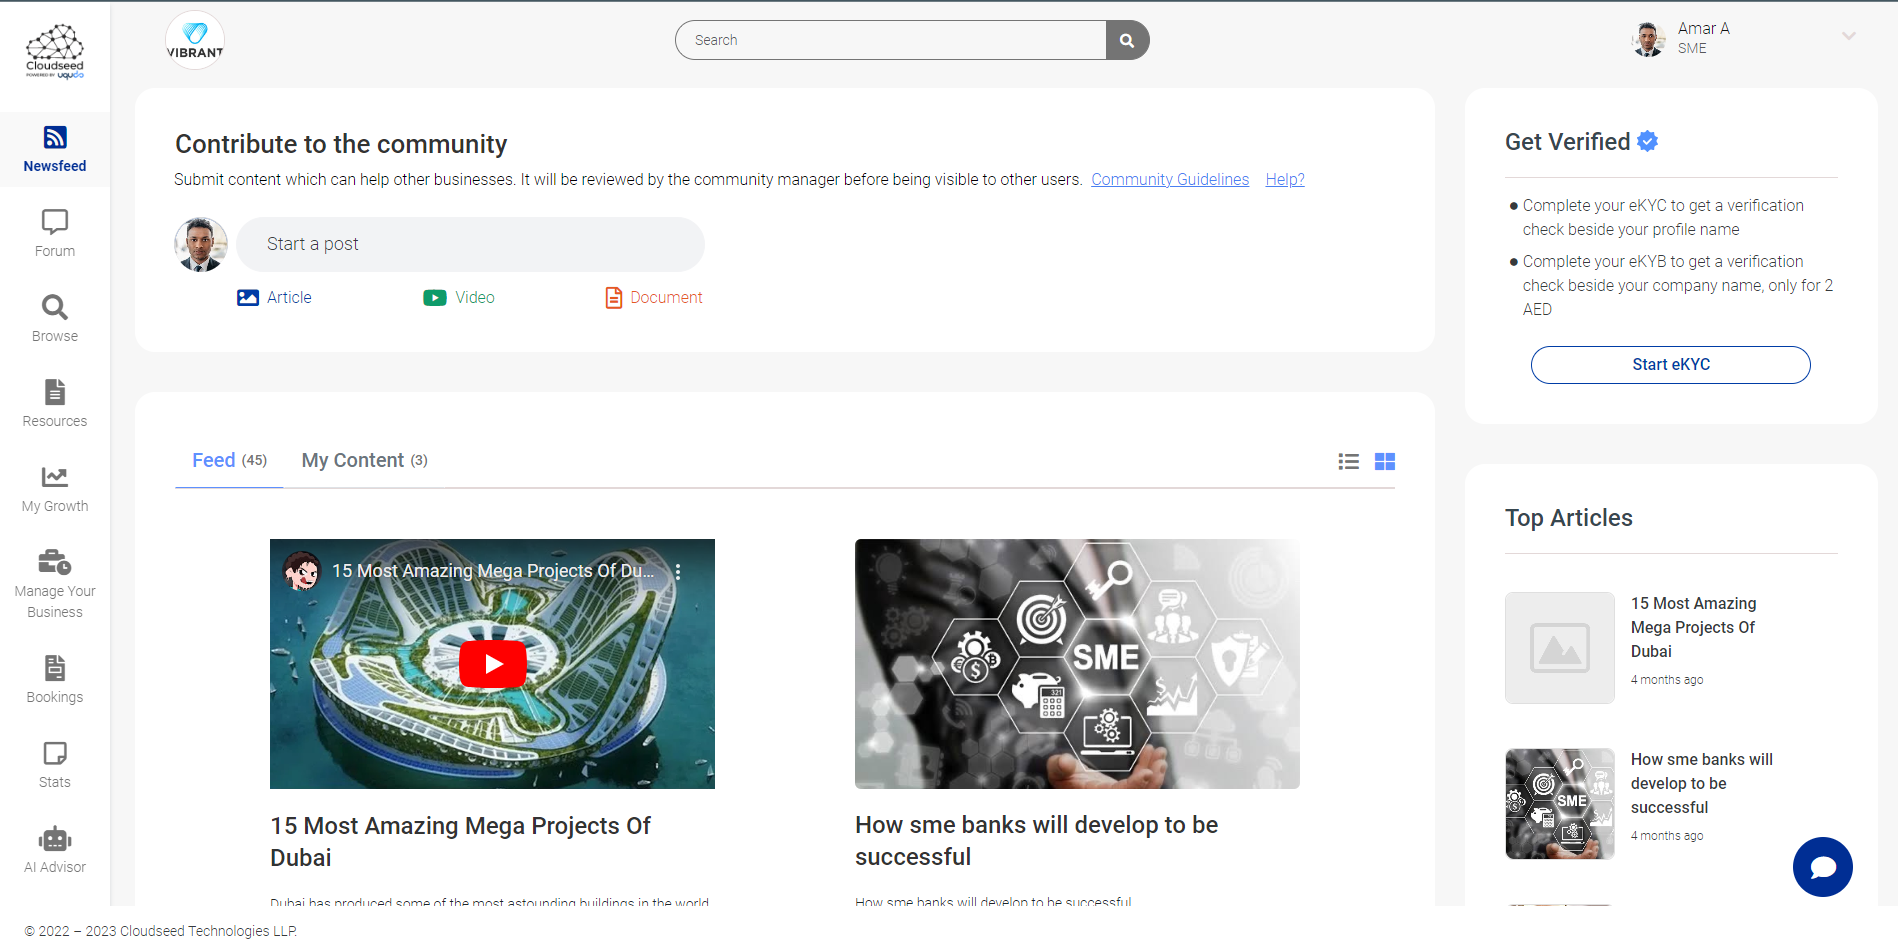 Cloudseed
POWERED BY uqudo
VIBRANT
Search
Amar A
SME
Newsfeed
Forum
Browse
Resources
My Growth
Manage Your
Business
Bookings
Stats
AI Advisor
Contribute to the community
Submit content which can help other businesses. It will be reviewed by the community manager before being visible to other users. Community Guidelines Help?
Start a post
Article Video Document
Feed (45) My Content (3)
15 Most Amazing Mega Projects Of Du...
SME
321
15 Most Amazing Mega Projects Of
Dubai
Dubai has produced some of the most astounding buildings in the world
How sme banks will develop to be
successful
How sme banks will develop to be successful
Get Verified
Complete your eKYC to get a verification
check beside your profile name
Complete your eKYB to get a verification
check beside your company name, only for 2
AED
Start eKYC
Top Articles
15 Most Amazing
Mega Projects Of
Dubai
4 months ago
SME
How sme banks will
develop to be
successful
4 months ago
© 2022 – 2023 Cloudseed Technologies LLP.